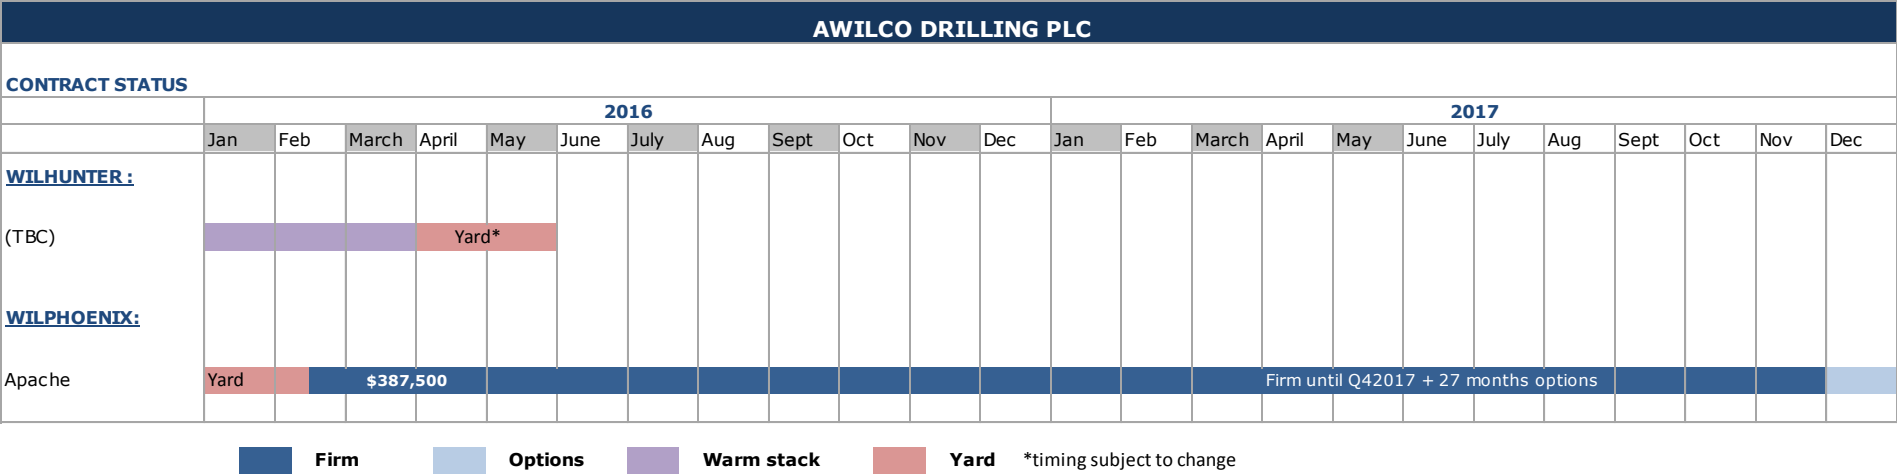 AWILCO DRILLING PLC
CONTRACT STATUS
2016 2017
Jan Feb March April May June July Aug Sept Oct Nov Dec Jan Feb March April May June July Aug Sept Oct Nov Dec
WILHUNTER :
(TBC) Yard*
WILPHOENIX:
Apache Yard $387,500 Firm until Q42017 + 27 months options
Firm Options Warm stack Yard *timing subject to change